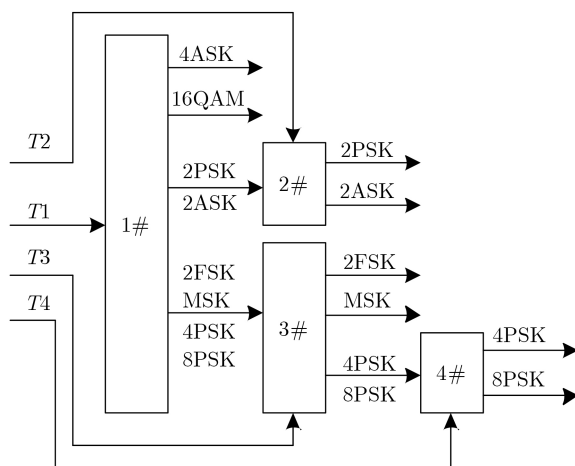 4ASK
16QAM
T2
2PSK
2ASK
2#
2PSK
2ASK
T1
1#
T3
2FSK
MSK
4PSK
8PSK
3#
2FSK
MSK
T4
4PSK
8PSK
4#
4PSK
8PSK